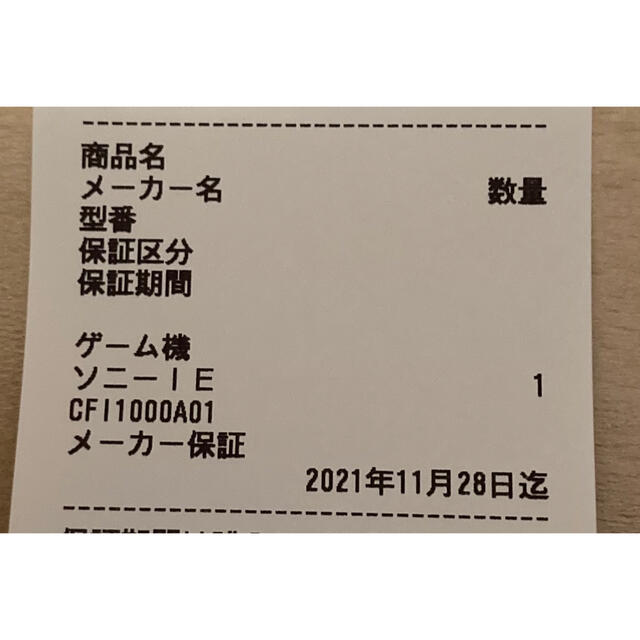 商品名
メーカー名 数量
型番
保証区分
保証期間
ゲーム機
ソニーIE 1
CFI1000A01
メーカー保証
2021年11月28日迄